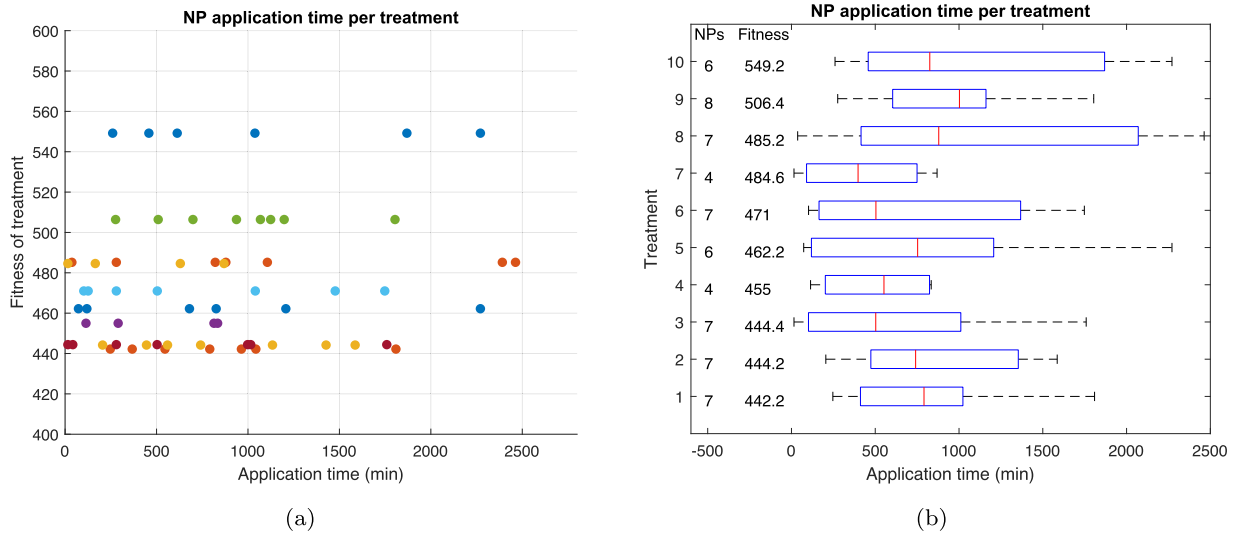 NP application time per treatment
600
580
560
540
520
500
480
460
440
420
400
Fitness of treatment
0 500 1000 1500 2000 2500
Application time (min)
(a)
NP application time per treatment
NPs Fitness
10 6 549.2
9 8 506.4
8 7 485.2
7 4 484.6
6 7 471
5 6 462.2
4 4 455
3 7 444.4
2 7 444.2
1 7 442.2
Treatment
-500 0 500 1000 1500 2000 2500
Application time (min)
(b)